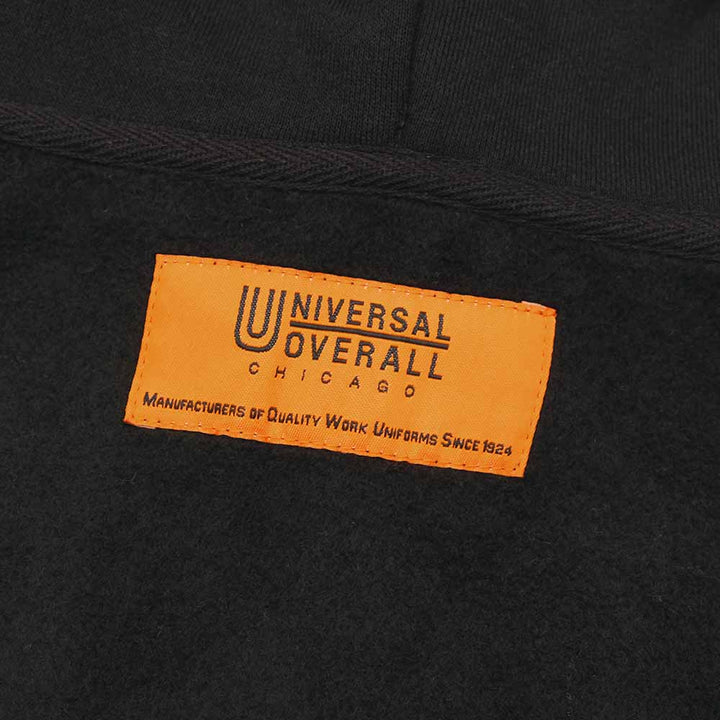 UNIVERSAL
OVERALL
CHICAGO
MANUFACTURERS OF QUALITY WORK UNIFORMS SINCE 1924